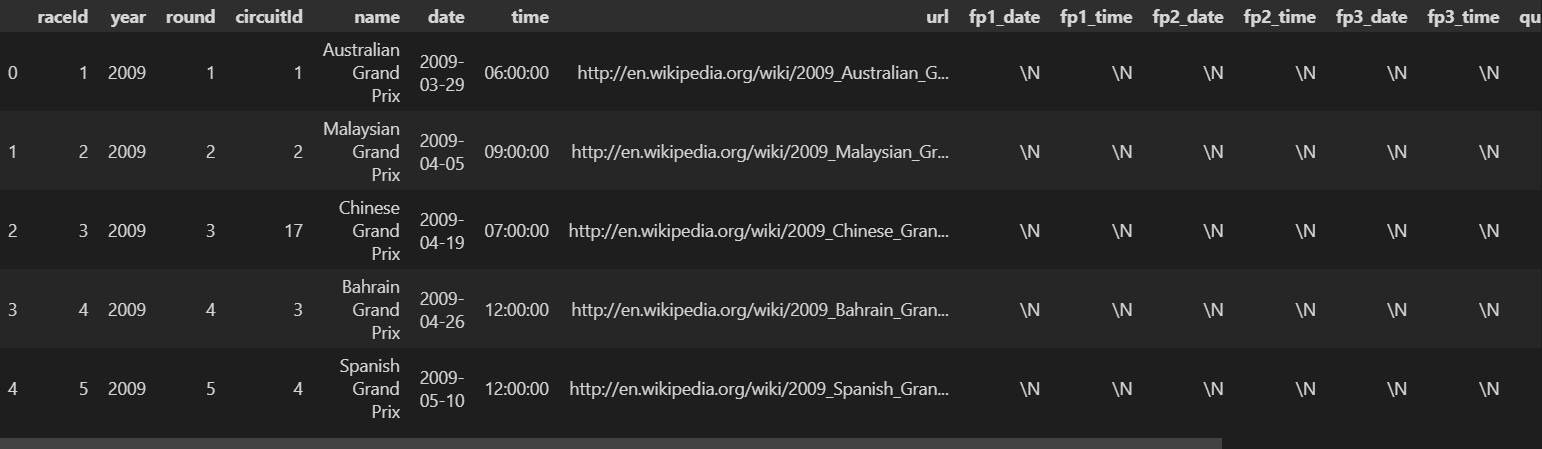 raceId year round circuitId name date time url fp1_date fp1_time fp2_date fp2_time fp3_date fp3_time qu
0 1 2009 1 1 Australian Grand Prix 2009-03-29 06:00:00 http://en.wikipedia.org/wiki/2009_Australian_G... \N \N \N \N \N \N
1 2 2009 2 2 Malaysian Grand Prix 2009-04-05 09:00:00 http://en.wikipedia.org/wiki/2009_Malaysian_Gr... \N \N \N \N \N \N
2 3 2009 3 17 Chinese Grand Prix 2009-04-19 07:00:00 http://en.wikipedia.org/wiki/2009_Chinese_Gran... \N \N \N \N \N \N
3 4 2009 4 3 Bahrain Grand Prix 2009-04-26 12:00:00 http://en.wikipedia.org/wiki/2009_Bahrain_Gran... \N \N \N \N \N \N
4 5 2009 5 4 Spanish Grand Prix 2009-05-10 12:00:00 http://en.wikipedia.org/wiki/2009_Spanish_Gran... \N \N \N \N \N \N